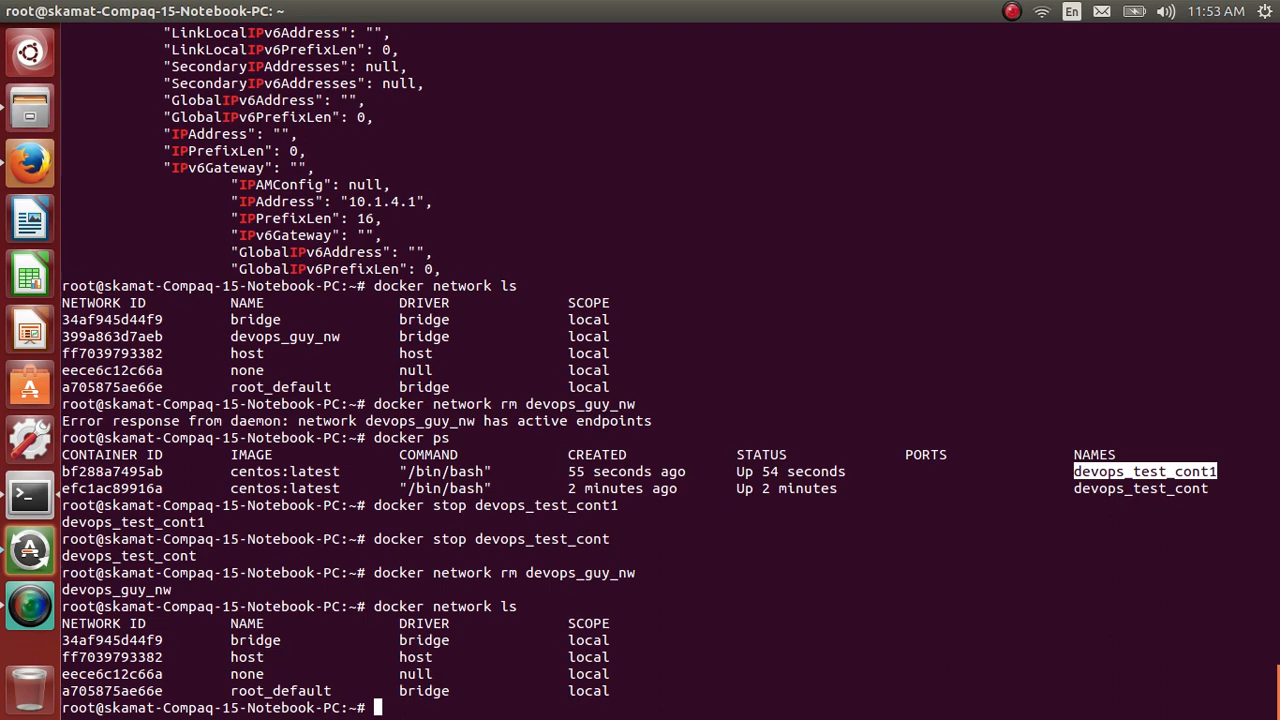 root@skamat-Compaq-15-Notebook-PC: ~
En
11:53 AM
"LinkLocalIPv6Address": "",
"LinkLocalIPv6PrefixLen": 0,
"SecondaryIPAddresses": null,
"SecondaryIPv6Addresses": null,
"GlobalIPv6Address": "",
"GlobalIPv6PrefixLen": 0,
"IPAddress": "",
"IPPrefixLen": 0,
"IPv6Gateway": "",
"IPAMConfig": null,
"IPAddress": "10.1.4.1",
"IPPrefixLen": 16,
"IPv6Gateway": "",
"GlobalIPv6Address": "",
"GlobalIPv6PrefixLen": 0,
root@skamat-Compaq-15-Notebook-PC:~# docker network ls
NETWORK ID NAME DRIVER SCOPE
34af945d44f9 bridge bridge local
399a863d7aeb devops_guy_nw bridge local
ff7039793382 host host local
eece6c12c66a none null local
a705875ae66e root_default bridge local
root@skamat-Compaq-15-Notebook-PC:~# docker network rm devops_guy_nw
Error response from daemon: network devops_guy_nw has active endpoints
root@skamat-Compaq-15-Notebook-PC:~# docker ps
CONTAINER ID IMAGE COMMAND CREATED STATUS PORTS NAMES
bf288a7495ab centos:latest "/bin/bash" 55 seconds ago Up 54 seconds devops_test_cont1
efc1ac89916a centos:latest "/bin/bash" 2 minutes ago Up 2 minutes devops_test_cont
root@skamat-Compaq-15-Notebook-PC:~# docker stop devops_test_cont1
devops_test_cont1
root@skamat-Compaq-15-Notebook-PC:~# docker stop devops_test_cont
devops_test_cont
root@skamat-Compaq-15-Notebook-PC:~# docker network rm devops_guy_nw
devops_guy_nw
root@skamat-Compaq-15-Notebook-PC:~# docker network ls
NETWORK ID NAME DRIVER SCOPE
34af945d44f9 bridge bridge local
ff7039793382 host host local
eece6c12c66a none null local
a705875ae66e root_default bridge local
root@skamat-Compaq-15-Notebook-PC:~#